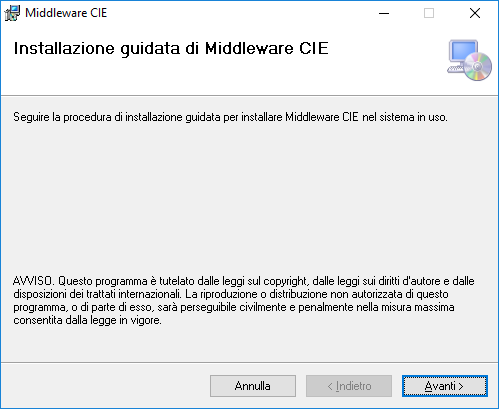 Middleware CIE
Installazione guidata di Middleware CIE
Seguire la procedura di installazione guidata per installare Middleware CIE nel sistema in uso.
AVVISO. Questo programma è tutelato dalle leggi sul copyright, dalle leggi sui diritti d'autore e dalle
disposizioni dei trattati internazionali. La riproduzione o distribuzione non autorizzata di questo
programma, o di parte di esso, sarà perseguibile civilmente e penalmente nella misura massima
consentita dalla legge in vigore.
Annulla
< Indietro
Avanti >